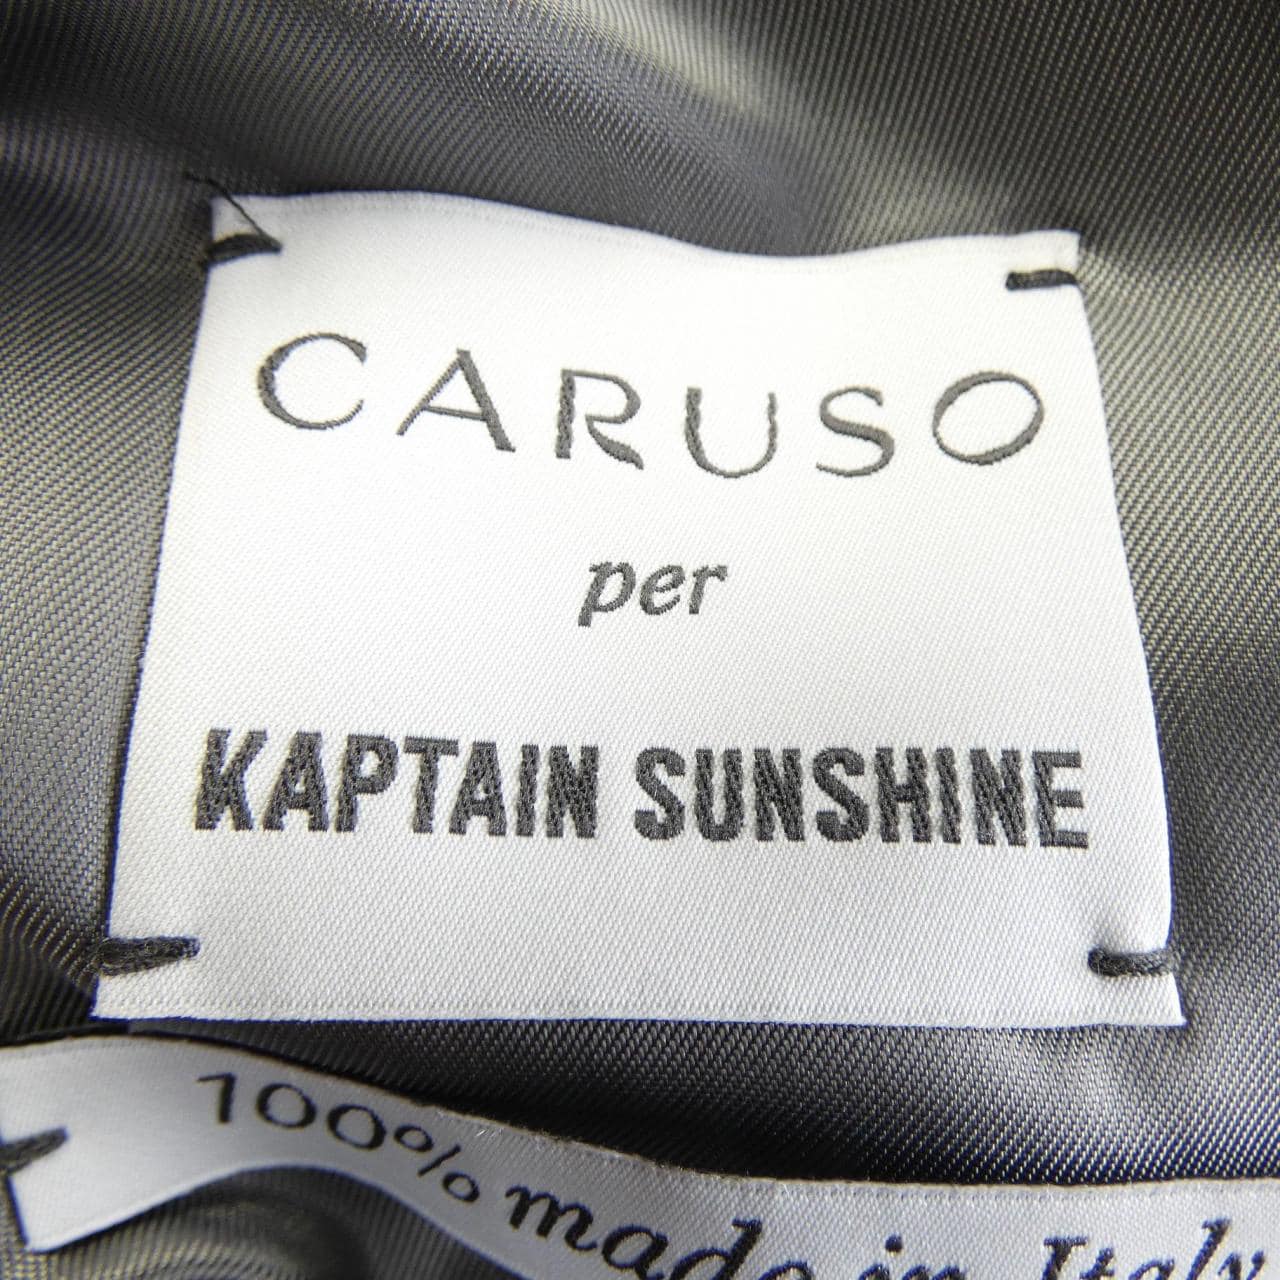 CARUSO
per
KAPTAIN SUNSHINE
100% made in Italy